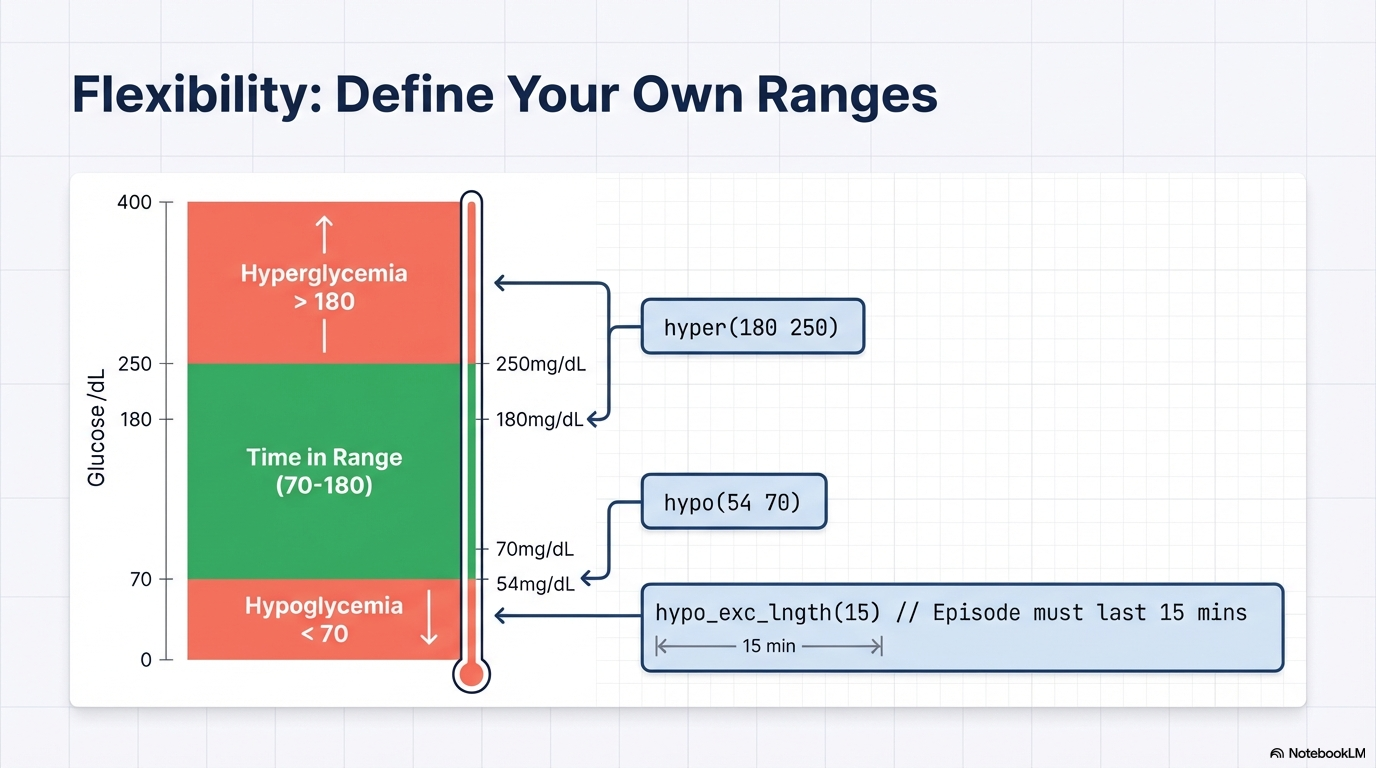 Flexibility: Define Your Own Ranges
400
250
180
70
0
Glucose /dL
Hyperglycemia
> 180
Time in Range
(70-180)
Hypoglycemia
< 70
250mg/dL
180mg/dL
70mg/dL
54mg/dL
hyper(180 250)
hypo(54 70)
hypo_exc_lngth(15) // Episode must last 15 mins
15 min
NotebookLM